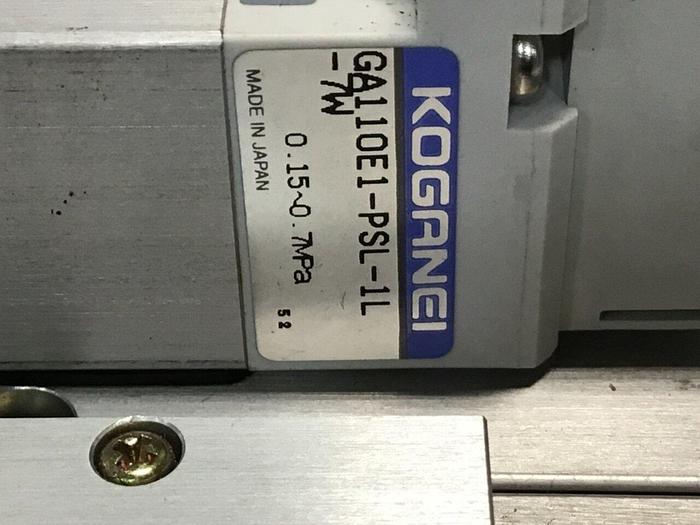 KOGANEI
GA110E1-PSL-1L
-7W
0.15~0.7MPa
52
MADE IN JAPAN